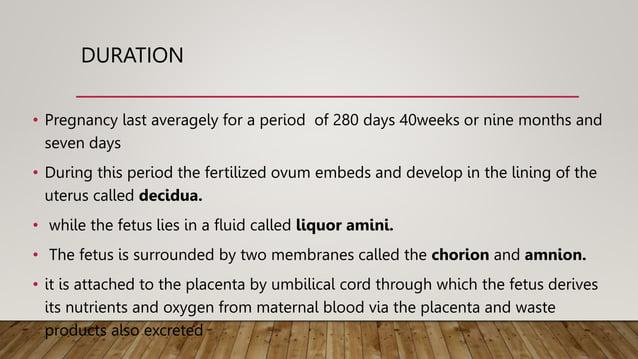 DURATION
• Pregnancy last averagely for a period  of 280 days 40weeks or nine months and
seven days
• During this period the fertilized ovum embeds and develop in the lining of the
uterus called decidua.
•  while the fetus lies in a fluid called liquor amini.
•  The fetus is surrounded by two membranes called the chorion and amnion.
• it is attached to the placenta by umbilical cord through which the fetus derives
its nutrients and oxygen from maternal blood via the placenta and waste
products also excreted